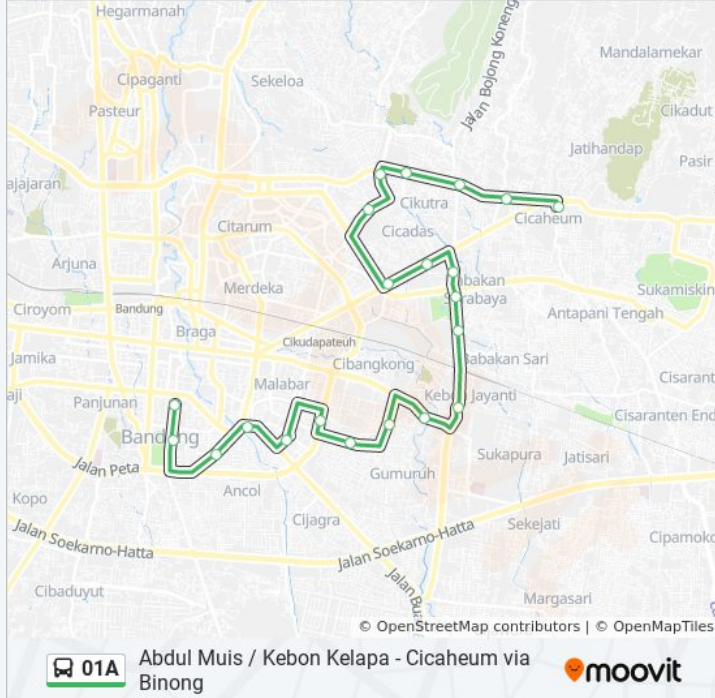 Hegarmanah
Mandalamekar
Cipaganti
Sekeloa
Jalan Bojong Koneng
Pasteur
Cikadut
Jatihandap
Pasir
ajajaran
Cikutra
Citarum
Cicaheum
Cicadas
Arjuna
Merdeka
Babakan
Surabaya
Sukamiskin
Ciroyom
Bandung
Antapani Tengah
Braga
Cikudapateuh
Jamika
Cibangkong
Babakan Sari
Malabar
Cisarant
aji
Panjunan
Kebon Jayanti
Cisaranten End
Bandung
Sukapura
Jatisari
Jalan Peta
Gumuruh
Kopo
Ancol
Cijagra
Sekejati
Jalan Soekarno-Hatta
Jalan Soekarno-Hatta
Cipamoko
Cibaduyut
Jalan Bua
Margasari
© OpenStreetMap contributors | © OpenMapTiles
01A
Abdul Muis / Kebon Kelapa - Cicaheum via
Binong
moovit